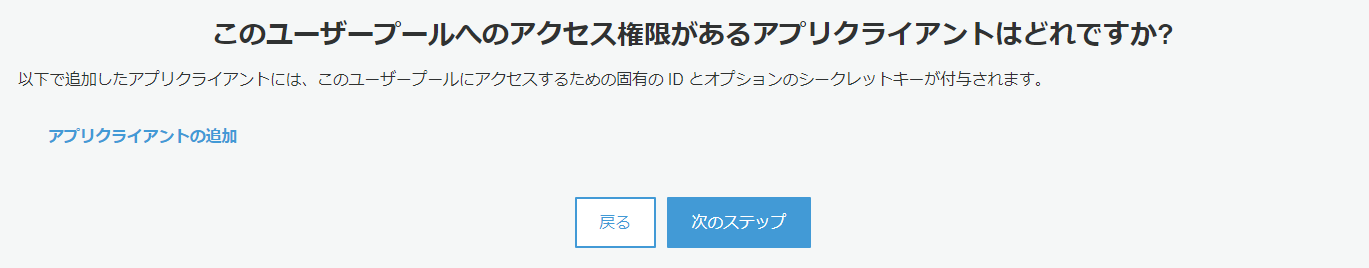 このユーザープールへのアクセス権限があるアプリクライアントはどれですか?
以下で追加したアプリクライアントには、このユーザープールにアクセスするための固有の ID とオプションのシークレットキーが付与されます。
アプリクライアントの追加
戻る
次のステップ